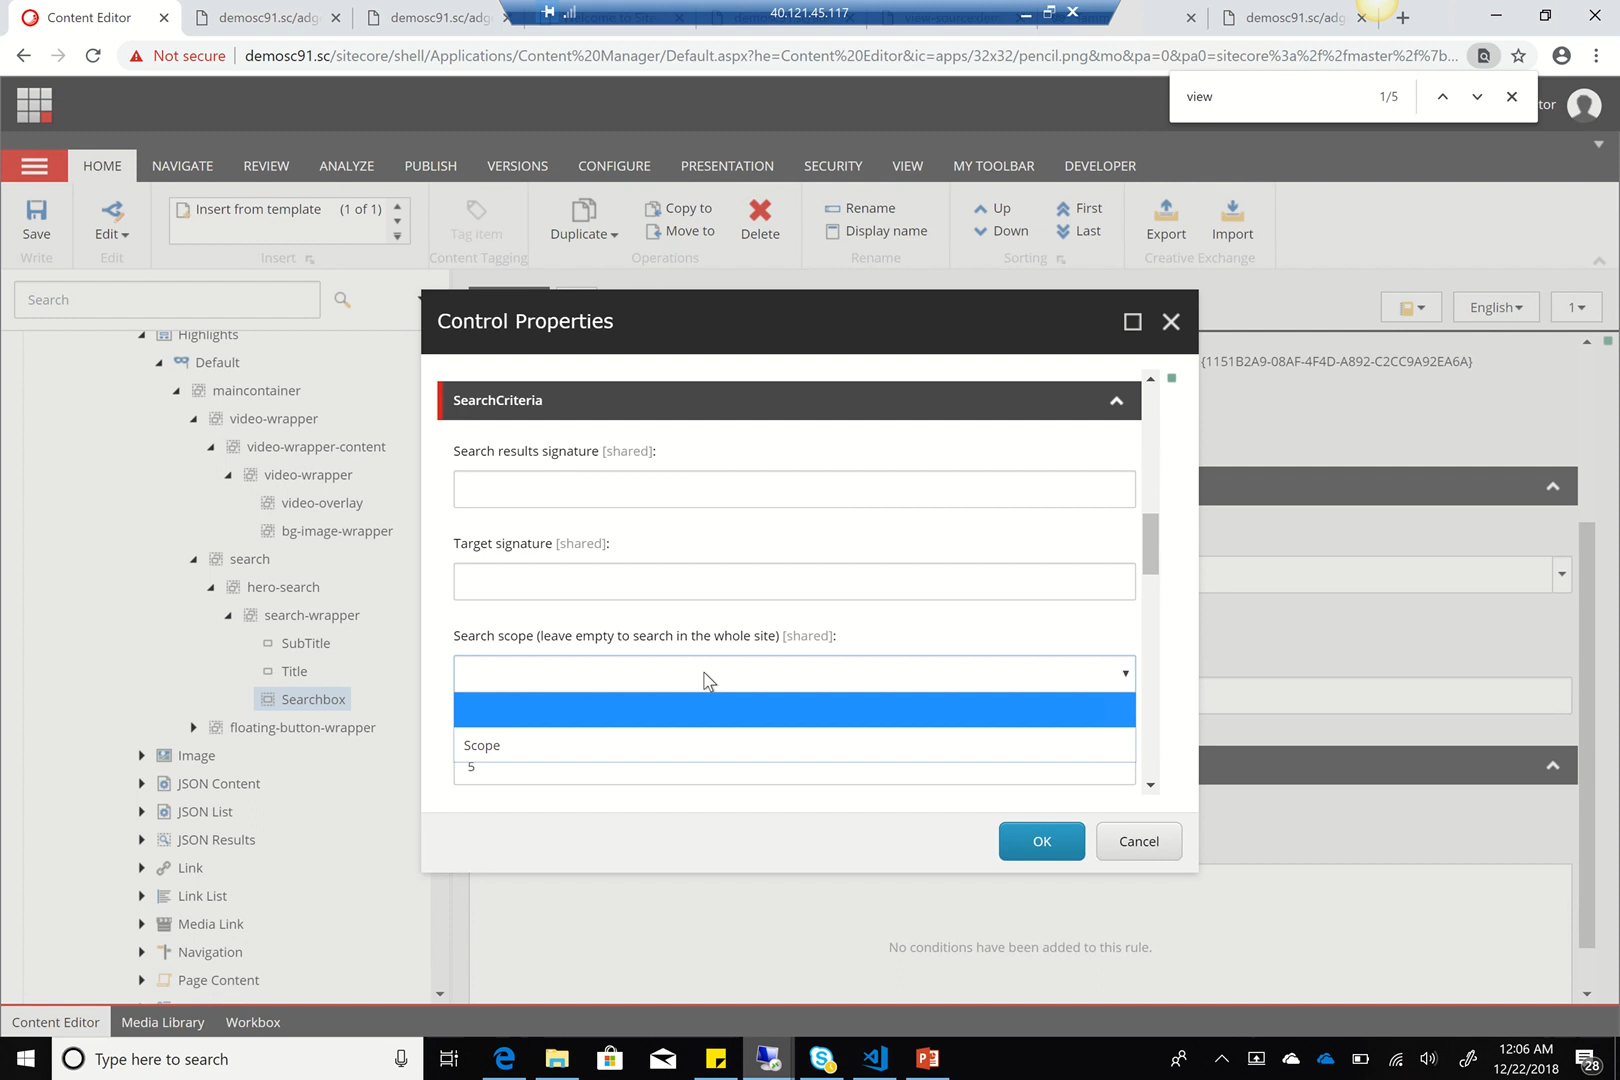 Content Editor
demosc91.sc/adg
demosc91.sc/adg
40.121.45.117
demosc91.sc/adg
Not secure
demosc91.sc/sitecore/shell/Applications/Content%20Manager/Default.aspx?he=Content%20Editor&ic=apps/32x32/pencil.png&mo&pa=0&pa0=sitecore%3a%2f%2fmaster%2f%7b...
view
1/5
tor
HOME
NAVIGATE
REVIEW
ANALYZE
PUBLISH
VERSIONS
CONFIGURE
PRESENTATION
SECURITY
VIEW
MY TOOLBAR
DEVELOPER
Save
Write
Edit
Edit
Insert from template (1 of 1)
Insert
Tag item
Content Tagging
Duplicate
Copy to
Move to
Delete
Operations
Rename
Display name
Rename
Up
Down
First
Last
Sorting
Export
Import
Creative Exchange
Search
English
1
Highlights
Default
maincontainer
video-wrapper
video-wrapper-content
video-wrapper
video-overlay
bg-image-wrapper
search
hero-search
search-wrapper
SubTitle
Title
Searchbox
floating-button-wrapper
Image
JSON Content
JSON List
JSON Results
Link
Link List
Media Link
Navigation
Page Content
{1151B2A9-08AF-4F4D-A892-C2CC9A92EA6A}
Control Properties
SearchCriteria
Search results signature [shared]:
Target signature [shared]:
Search scope (leave empty to search in the whole site) [shared]:
Scope
5
OK
Cancel
No conditions have been added to this rule.
Content Editor
Media Library
Workbox
Type here to search
12:06 AM
12/22/2018
28